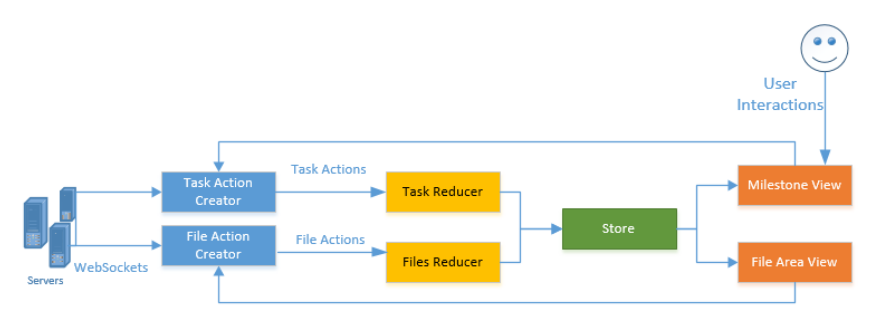 User
Interactions
Task Actions
Task Action
Creator
Task Reducer
Milestone View
Store
File Action
Creator
File Actions
Files Reducer
File Area View
WebSockets
Servers